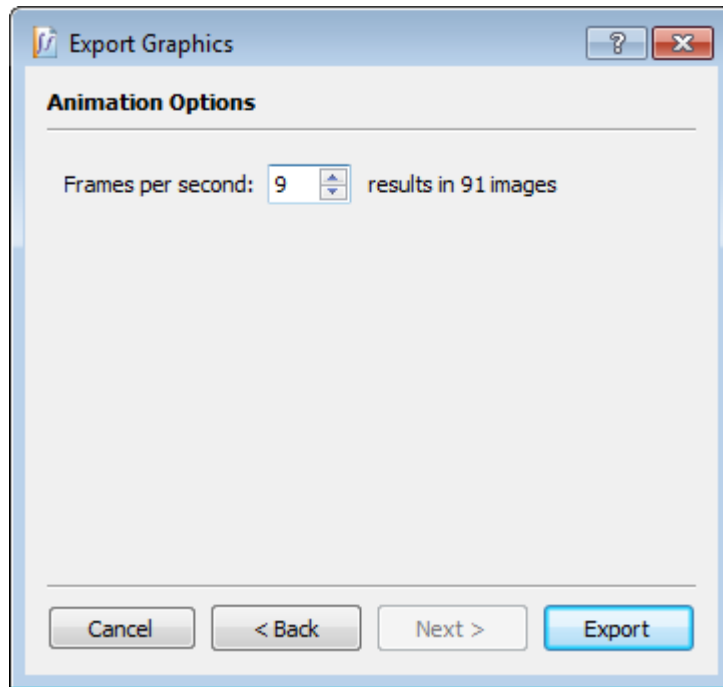 Export Graphics
Animation Options
Frames per second: 9 results in 91 images
Cancel < Back Next > Export